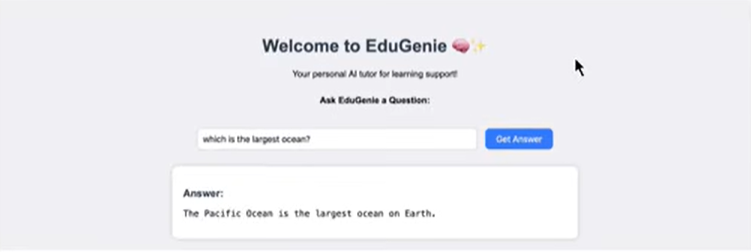 Welcome to EduGenie 🧠✨
Your personal AI tutor for learning support!
Ask EduGenie a Question:
which is the largest ocean? Get Answer
Answer:
The Pacific Ocean is the largest ocean on Earth.